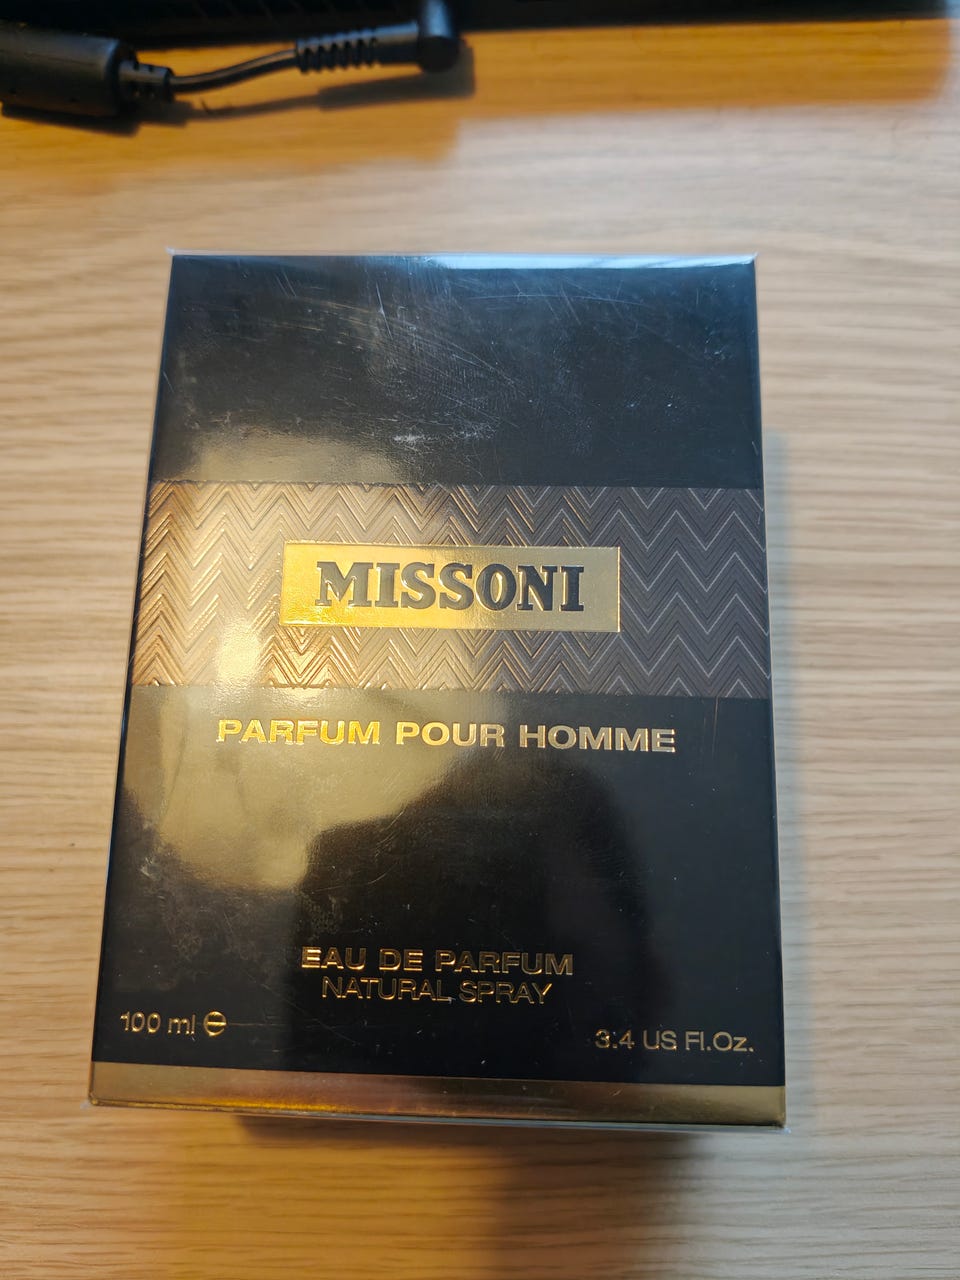 MISSONI
PARFUM POUR HOMME
EAU DE PARFUM
NATURAL SPRAY
100 ml ℮
3.4 US Fl.Oz.